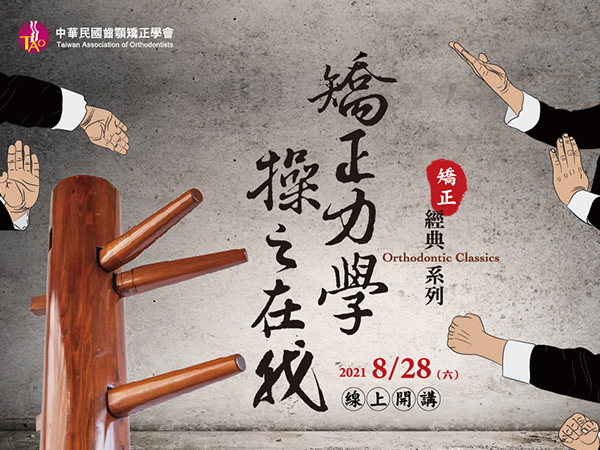 中華民國齒顎矯正學會
Taiwan Association of Orthodontists
TAO
矯正力學
操之在我
矯正
經典系列
Orthodontic Classics
2021 8/28 (六)
線上開講